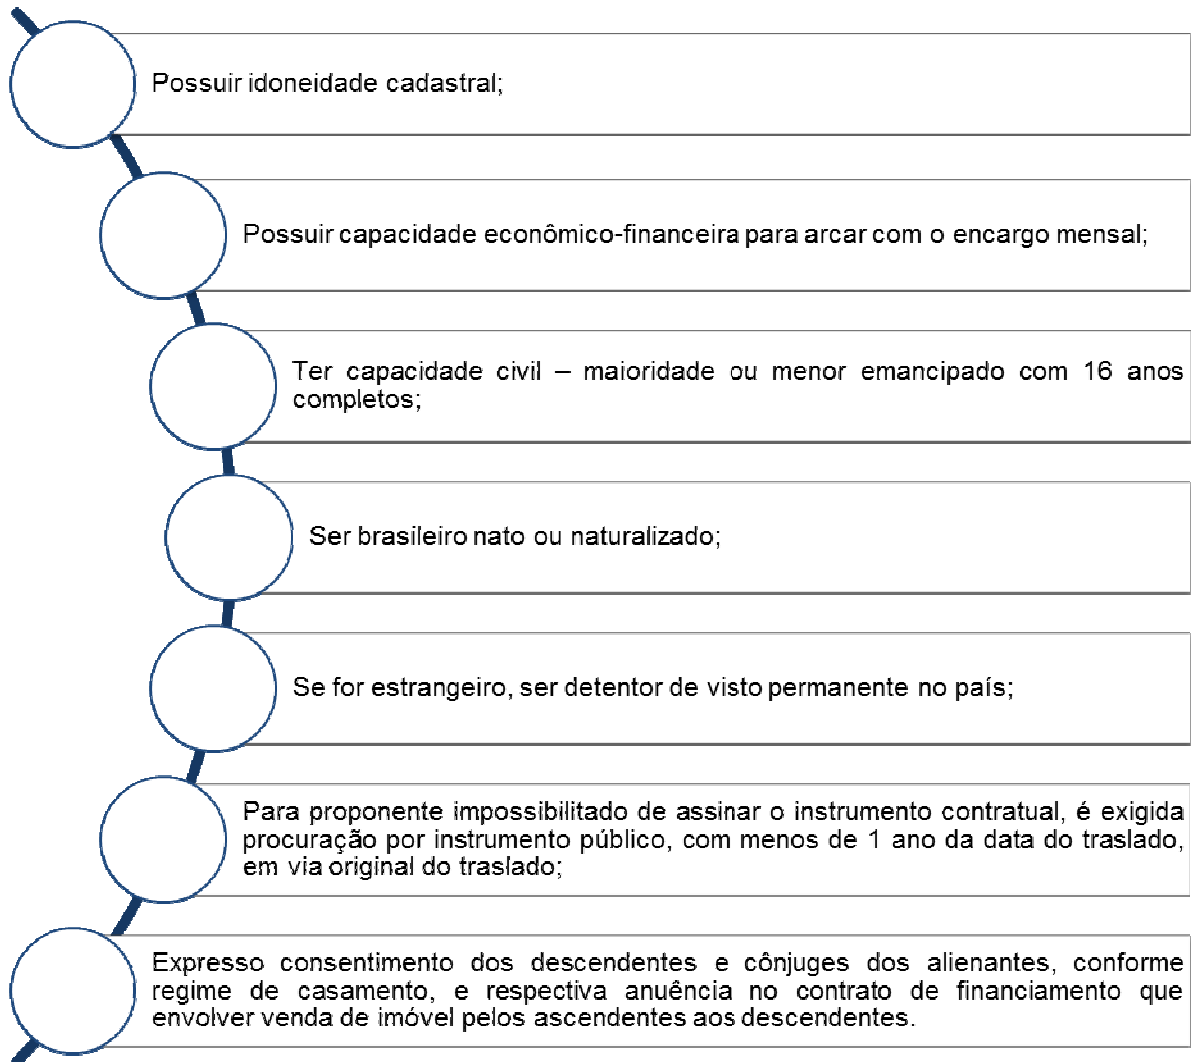 Possuir idoneidade cadastral;
Possuir capacidade econômico-financeira para arcar com o encargo mensal;
Ter capacidade civil – maioridade ou menor emancipado com 16 anos
completos;
Ser brasileiro nato ou naturalizado;
Se for estrangeiro, ser detentor de visto permanente no país;
Para proponente impossibilitado de assinar o instrumento contratual, é exigida
procuração por instrumento público, com menos de 1 ano da data do traslado,
em via original do traslado;
Expresso consentimento dos descendentes e cônjuges dos alienantes, conforme
regime de casamento, e respectiva anuência no contrato de financiamento que
envolver venda de imóvel pelos ascendentes aos descendentes.